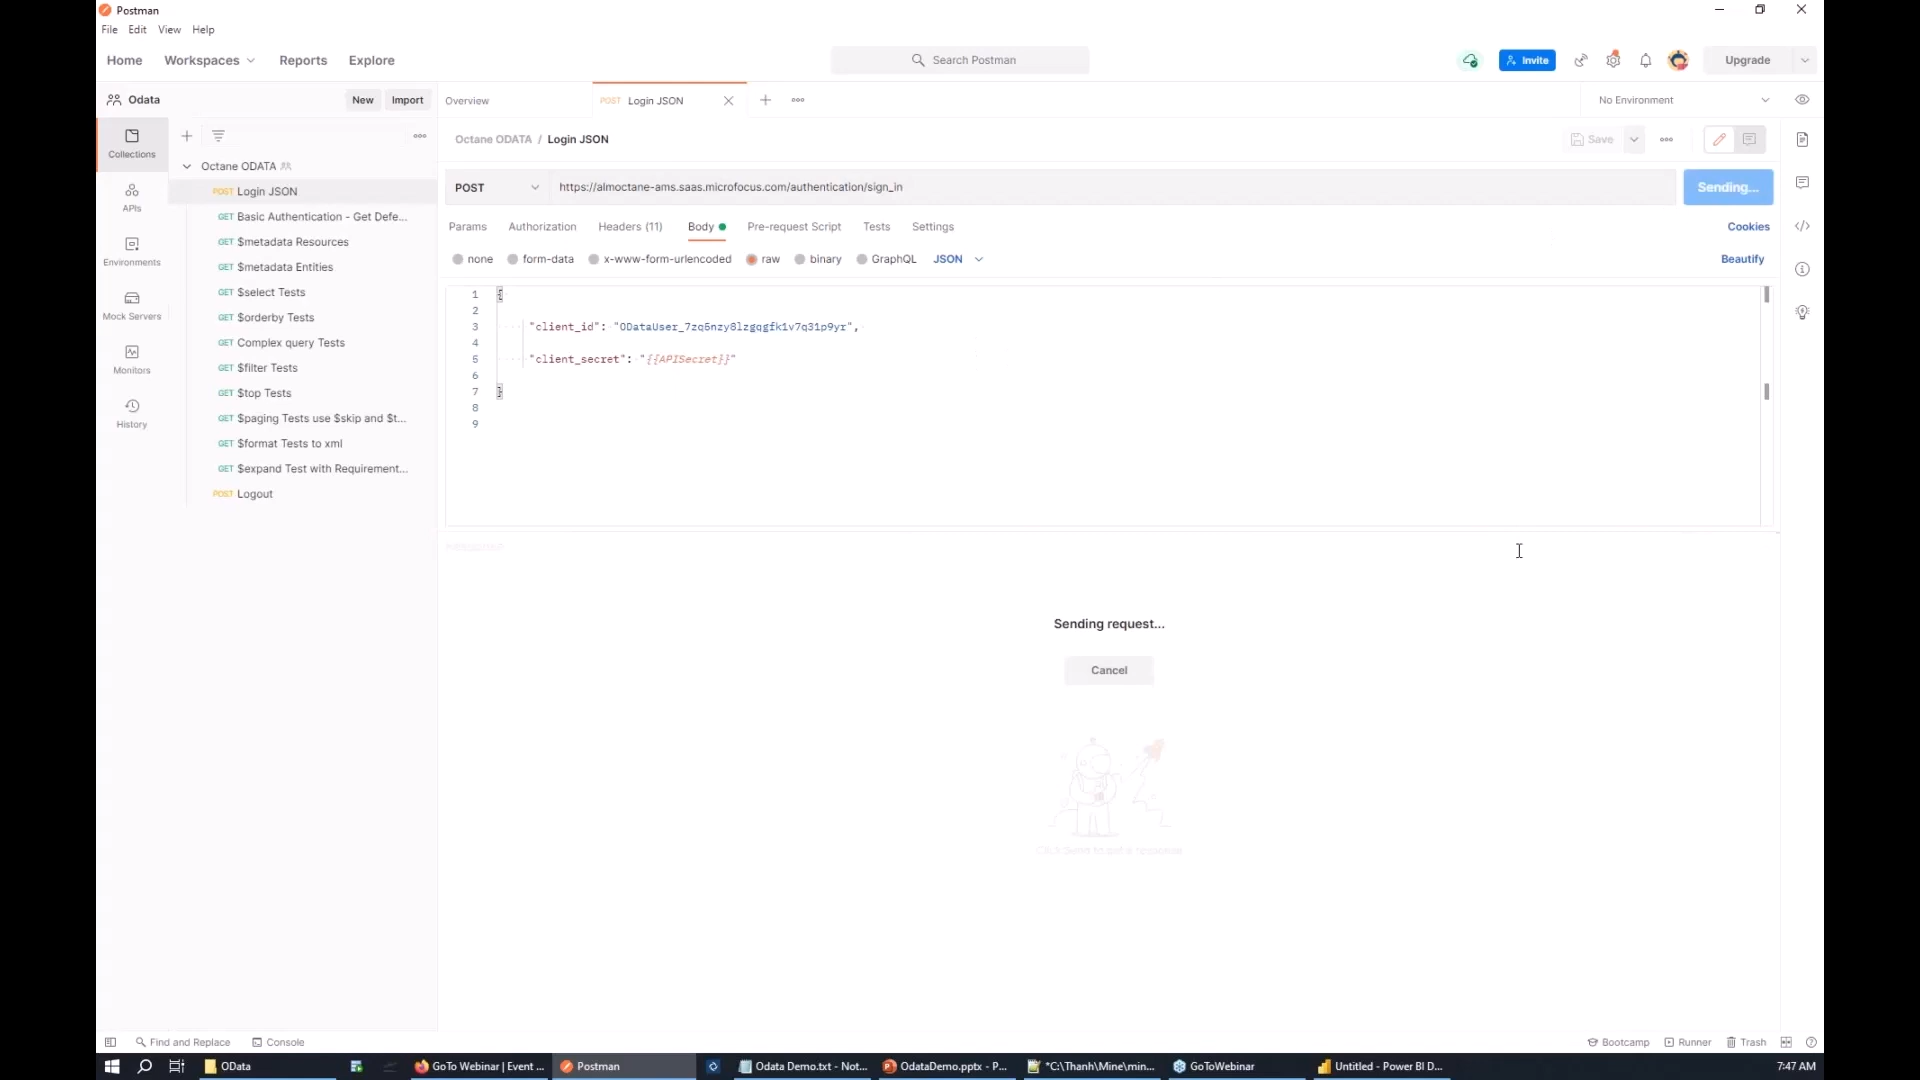 Postman
File Edit View Help
Home Workspaces Reports Explore
Search Postman
Invite
Upgrade
Odata
New Import
Overview
POST Login JSON
No Environment
Octane ODATA / Login JSON
Save
POST
https://almoctane-ams.saas.microfocus.com/authentication/sign_in
Sending...
Params Authorization Headers (11) Body Pre-request Script Tests Settings
Cookies
none form-data x-www-form-urlencoded raw binary GraphQL JSON
Beautify
1 {
2
3 "client_id": "ODataUser_7zq5nzy8lzgqgfk1v7q31p9yr",
4
5 "client_secret": "{{APISecret}}"
6
7 }
8
9
Collections
APIs
Environments
Mock Servers
Monitors
History
Octane ODATA
POST Login JSON
GET Basic Authentication - Get Defe...
GET $metadata Resources
GET $metadata Entities
GET $select Tests
GET $orderby Tests
GET Complex query Tests
GET $filter Tests
GET $top Tests
GET $paging Tests use $skip and $t...
GET $format Tests to xml
GET $expand Test with Requirement...
POST Logout
Response
Sending request...
Cancel
Click Send to get a response
Find and Replace Console
Bootcamp Runner Trash
OData
GoTo Webinar | Event ...
Postman
Odata Demo.txt - Not...
OdataDemo.pptx - P...
*C:\Thanh\Mine\min...
GoToWebinar
Untitled - Power BI D...
7:47 AM